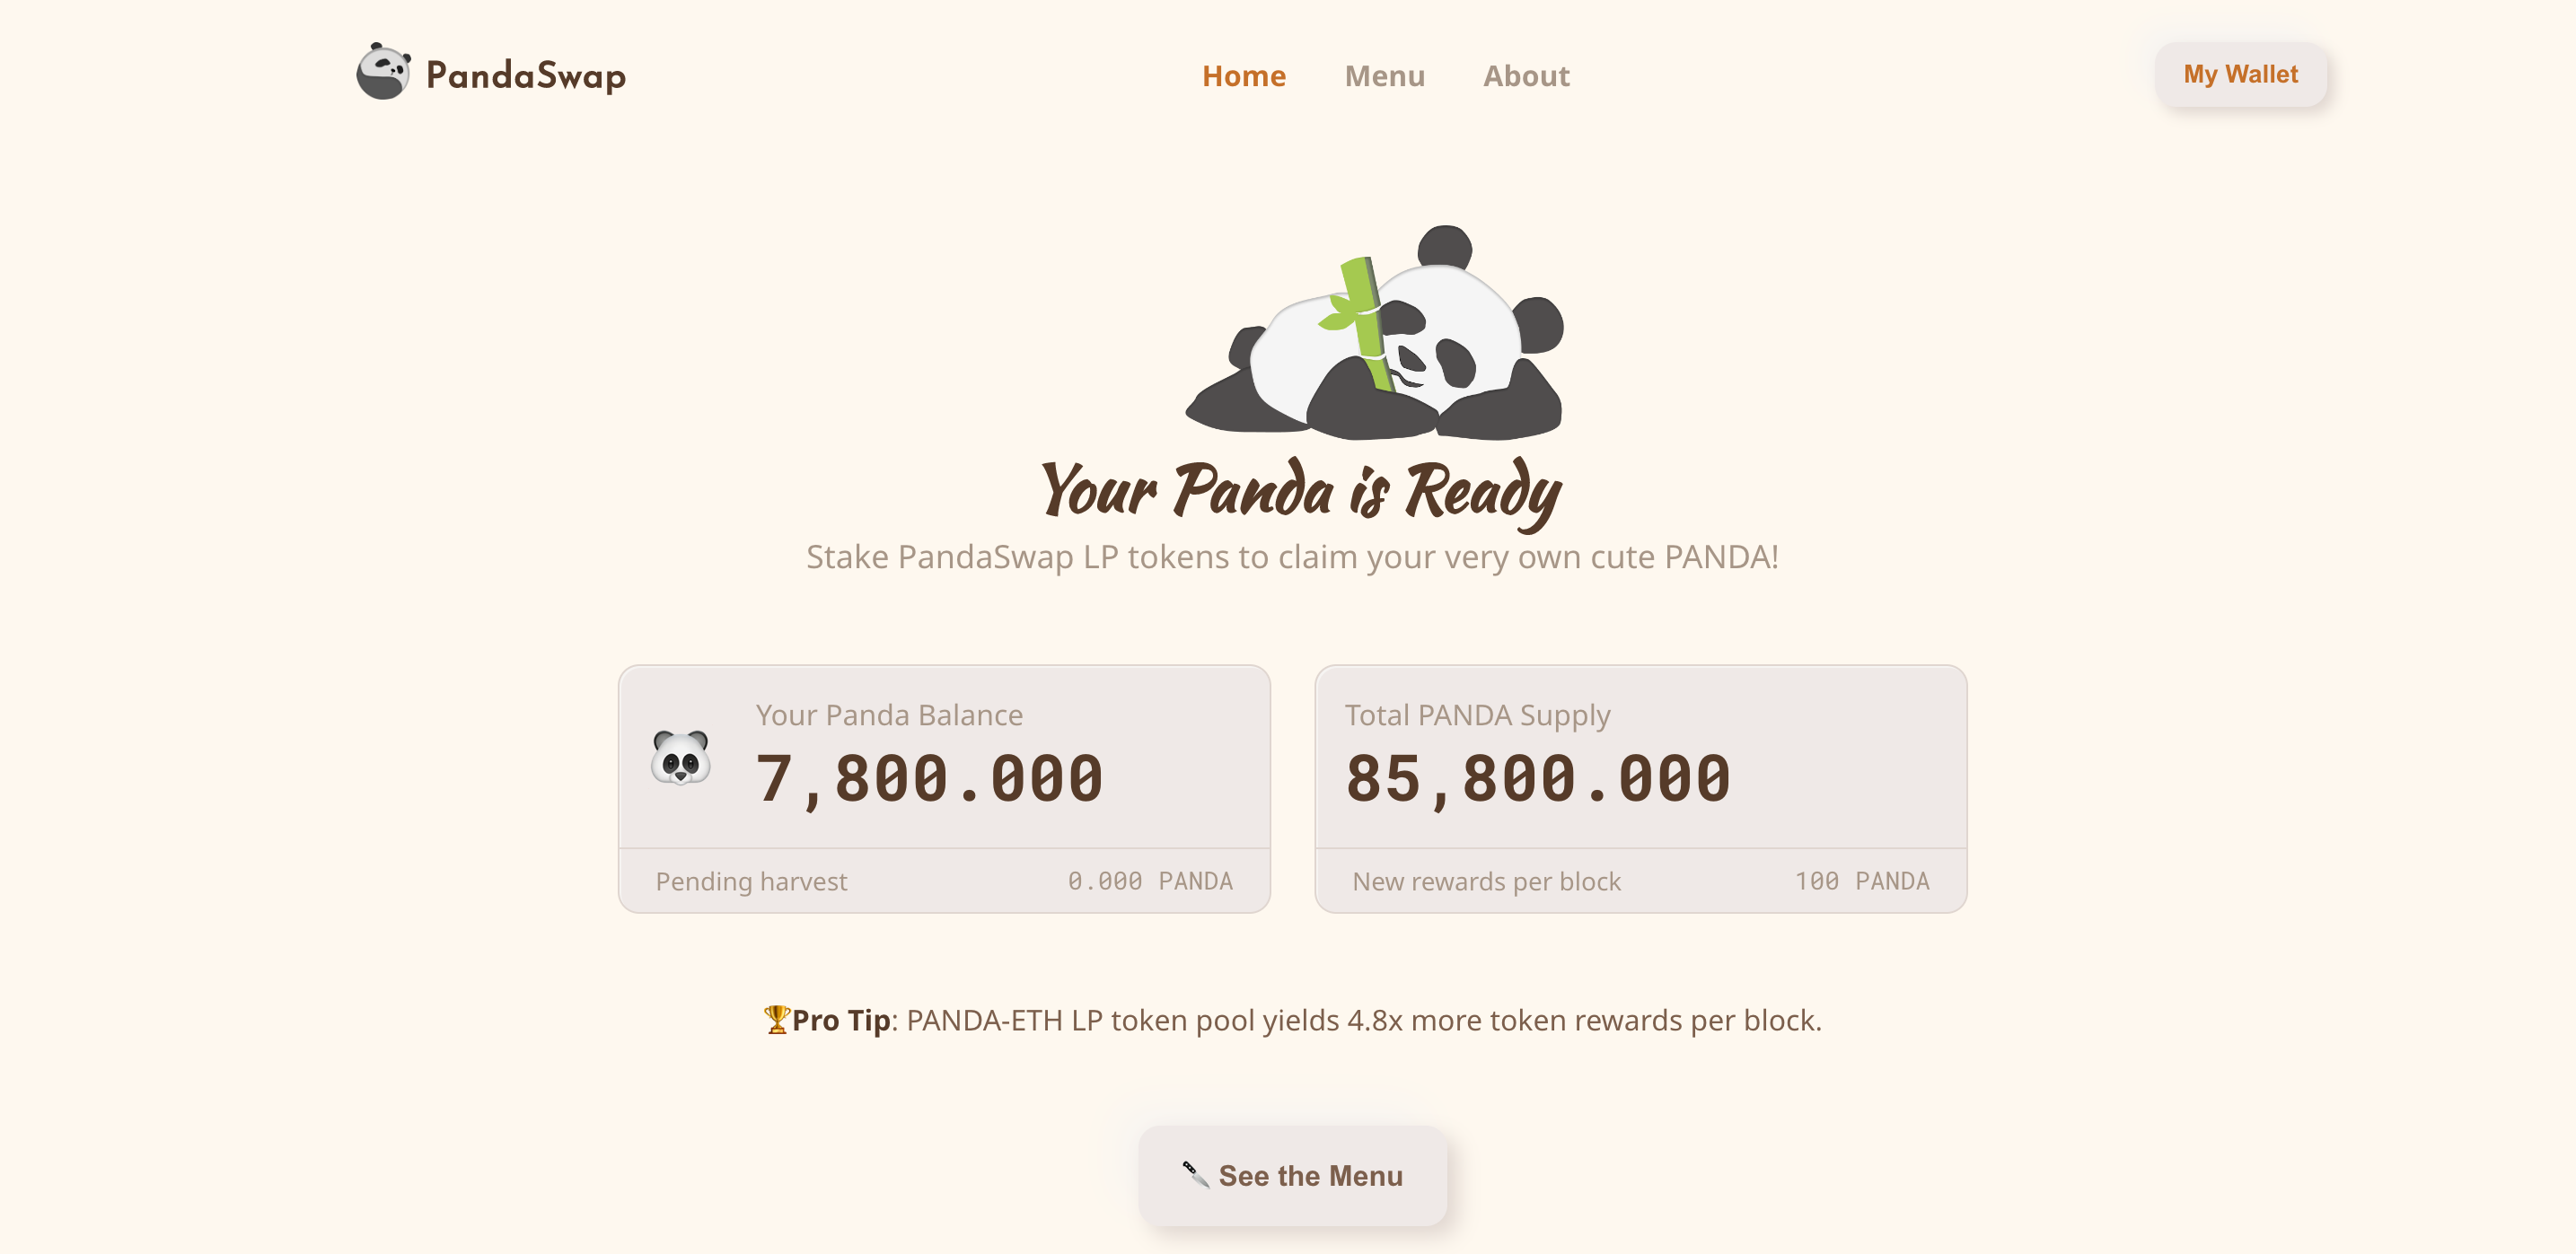 PandaSwap
Home Menu About
My Wallet
Your Panda is Ready
Stake PandaSwap LP tokens to claim your very own cute PANDA!
Your Panda Balance
7,800.000
Pending harvest 0.000 PANDA
Total PANDA Supply
85,800.000
New rewards per block 100 PANDA
🏆Pro Tip: PANDA-ETH LP token pool yields 4.8x more token rewards per block.
🔪 See the Menu